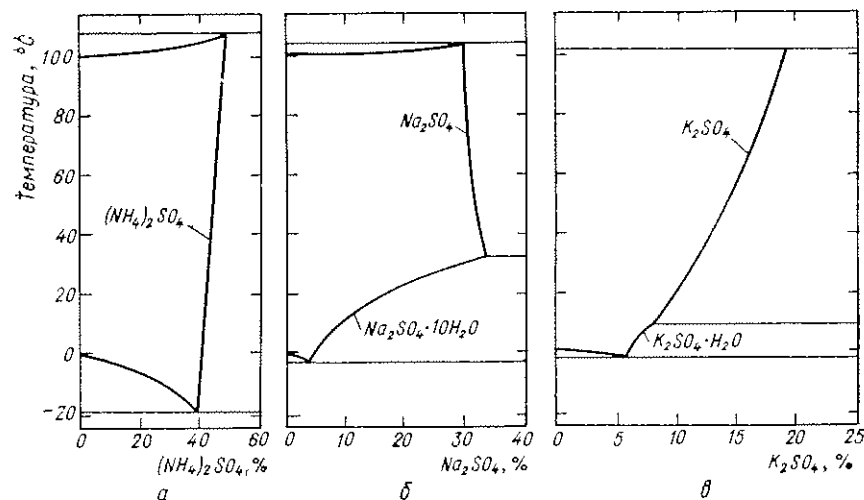 Температура, °С
100
80
60
40
20
0
-20
(NH₄)₂SO₄
0 20 40 60
(NH₄)₂SO₄, %
а
Na₂SO₄
Na₂SO₄·10H₂O
0 10 20 30 40
Na₂SO₄, %
б
K₂SO₄
K₂SO₄·H₂O
0 5 10 15 20 25
K₂SO₄, %
в